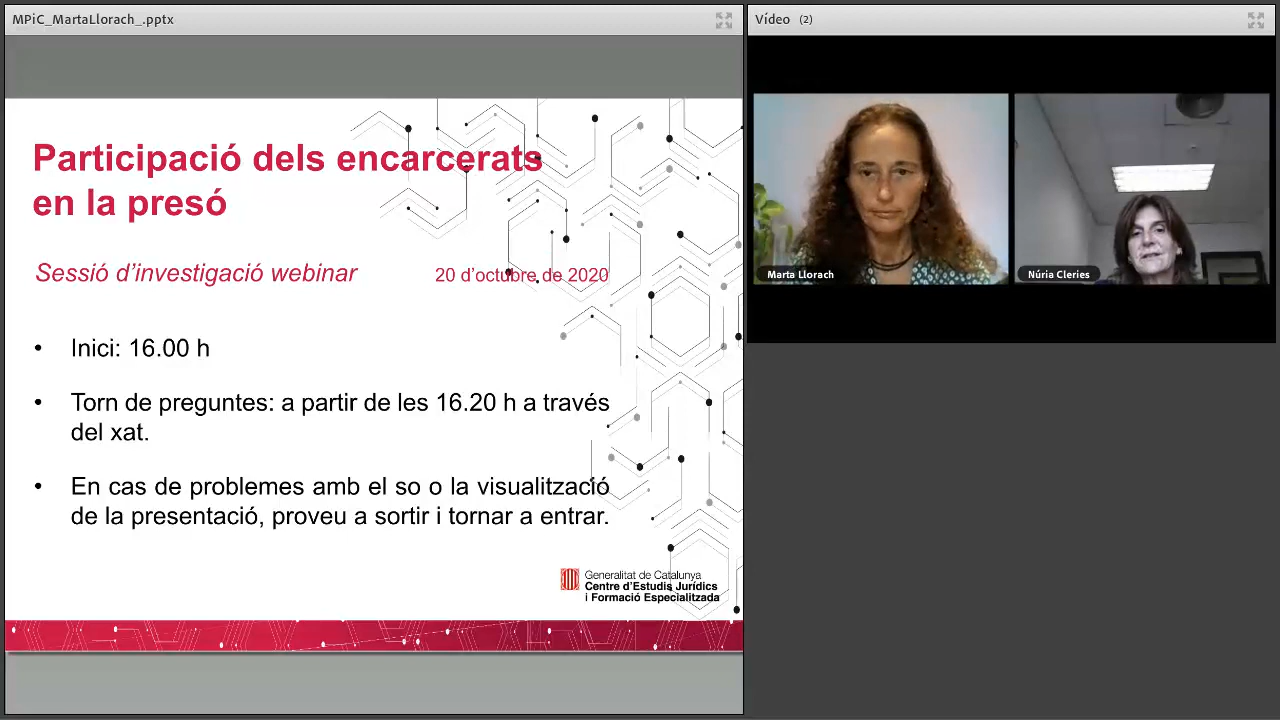 MPiC_MartaLlorach_.pptx
Vídeo (2)
Participació dels encarcerats
en la presó
Sessió d’investigació webinar
20 d’octubre de 2020
• Inici: 16.00 h
• Torn de preguntes: a partir de les 16.20 h a través
del xat.
• En cas de problemes amb el so o la visualització
de la presentació, proveu a sortir i tornar a entrar.
Generalitat de Catalunya
Centre d’Estudis Jurídics
i Formació Especialitzada
Marta Llorach
Núria Cleries